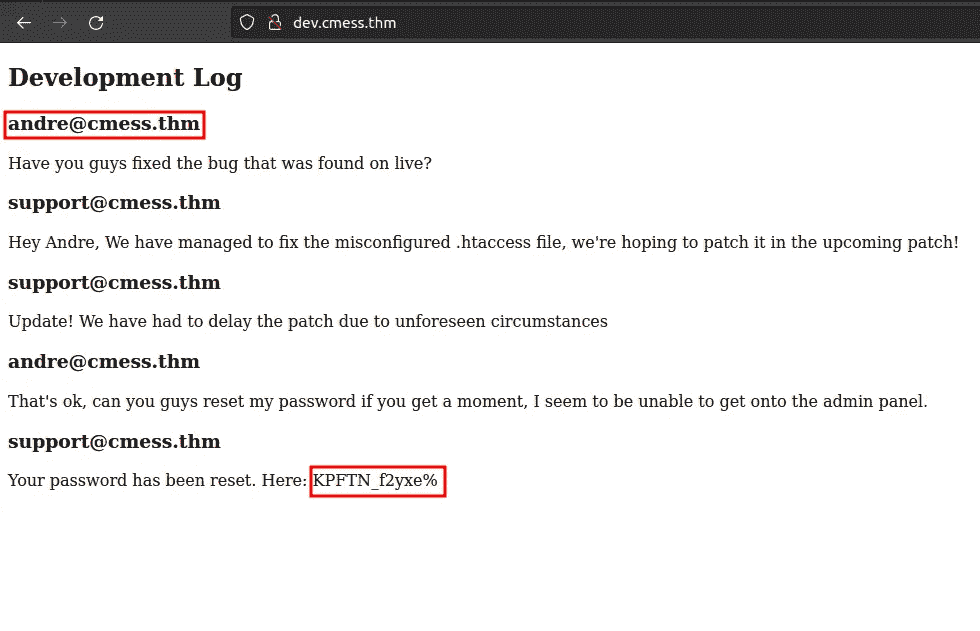 dev.cmess.thm
Development Log
andre@cmess.thm
Have you guys fixed the bug that was found on live?
support@cmess.thm
Hey Andre, We have managed to fix the misconfigured .htaccess file, we're hoping to patch it in the upcoming patch!
support@cmess.thm
Update! We have had to delay the patch due to unforeseen circumstances
andre@cmess.thm
That's ok, can you guys reset my password if you get a moment, I seem to be unable to get onto the admin panel.
support@cmess.thm
Your password has been reset. Here: KPFTN_f2yxe%